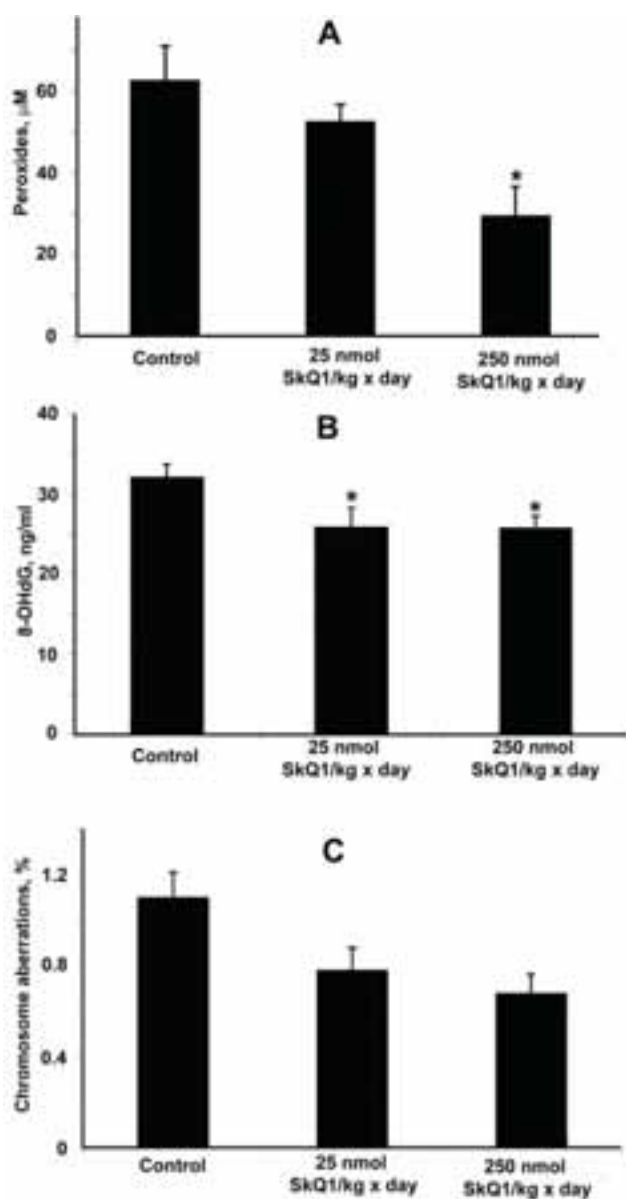 A
Peroxides, µM
60
40
20
0
Control
25 nmol
SkQ1/kg x day
250 nmol
SkQ1/kg x day
*
B
8-OHdG, ng/ml
40
30
20
10
0
Control
25 nmol
SkQ1/kg x day
250 nmol
SkQ1/kg x day
*
*
C
Chromosome aberrations, %
1.2
0.8
0.4
0
Control
25 nmol
SkQ1/kg x day
250 nmol
SkQ1/kg x day